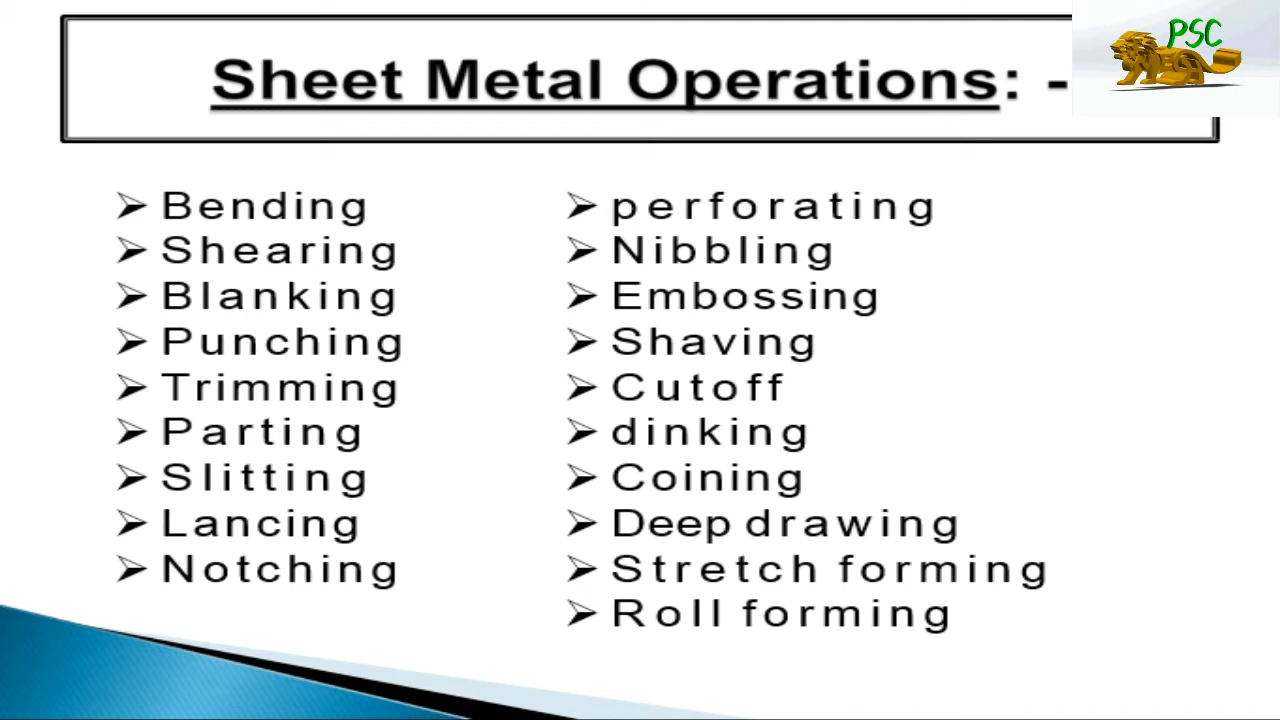 Sheet Metal Operations: -
PSC
Bending
Shearing
Blanking
Punching
Trimming
Parting
Slitting
Lancing
Notching
perforating
Nibbling
Embossing
Shaving
Cutoff
dinking
Coining
Deep drawing
Stretch forming
Roll forming